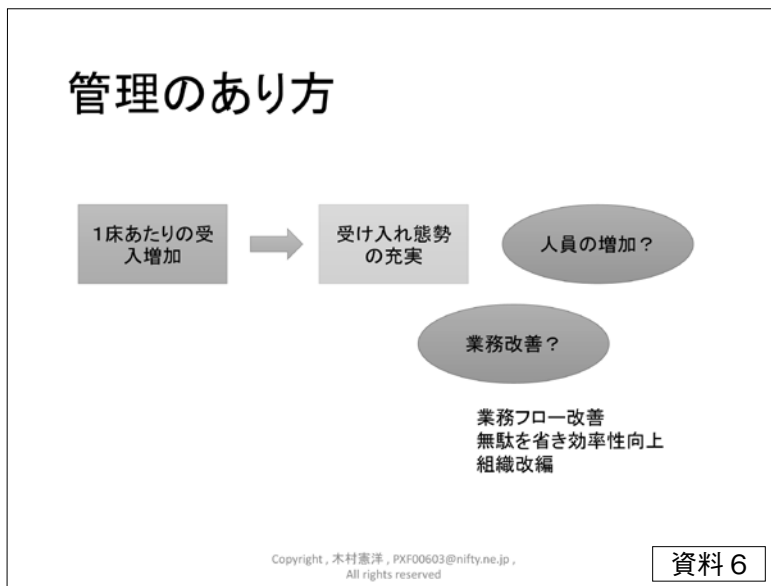 管理のあり方
１床あたりの受
入増加
受け入れ態勢
の充実
人員の増加？
業務改善？
業務フロー改善
無駄を省き効率性向上
組織改編
Copyright , 木村憲洋 , PXF00603@nifty.ne.jp ,
All rights reserved
資料６